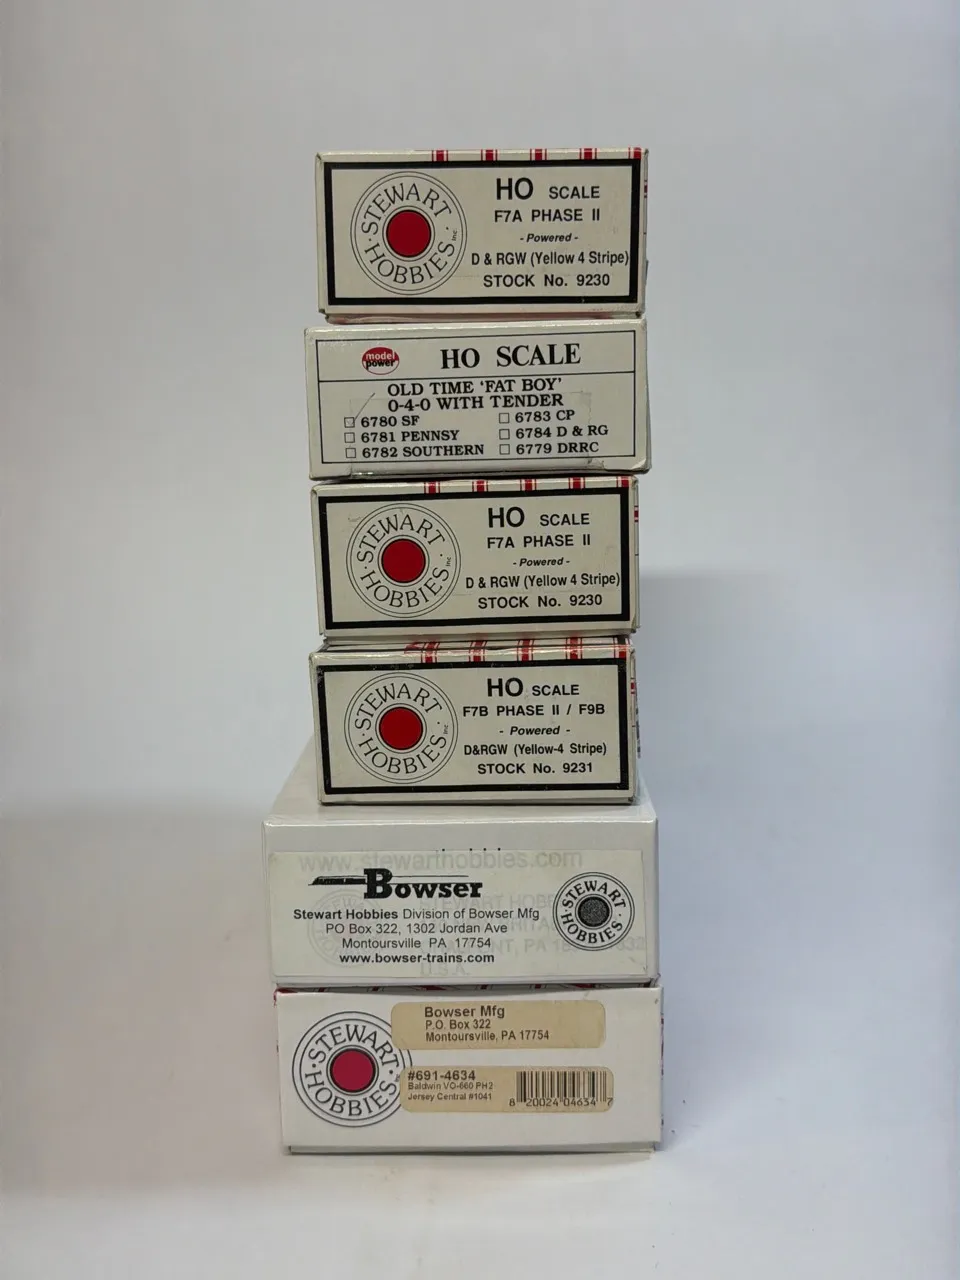 STEWART HOBBIES Inc.
HO SCALE
F7A PHASE II
- Powered -
D & RGW (Yellow 4 Stripe)
STOCK No. 9230
model power
HO SCALE
OLD TIME 'FAT BOY'
0-4-0 WITH TENDER
6780 SF
6783 CP
6781 PENNSY
6784 D & RG
6782 SOUTHERN
6779 DRRC
STEWART HOBBIES Inc.
HO SCALE
F7A PHASE II
- Powered -
D & RGW (Yellow 4 Stripe)
STOCK No. 9230
STEWART HOBBIES Inc.
HO SCALE
F7B PHASE II / F9B
- Powered -
D&RGW (Yellow-4 Stripe)
STOCK No. 9231
www.stewarthobbies.com
Bowser
Stewart Hobbies Division of Bowser Mfg
PO Box 322, 1302 Jordan Ave
Montoursville PA 17754
www.bowser-trains.com
STEWART HOBBIES
U.S.A.
STEWART HOBBIES
Bowser Mfg
P.O. Box 322
Montoursville, PA 17754
#691-4634
Baldwin VO-660 PH2
Jersey Central #1041
8 20024 04634 7